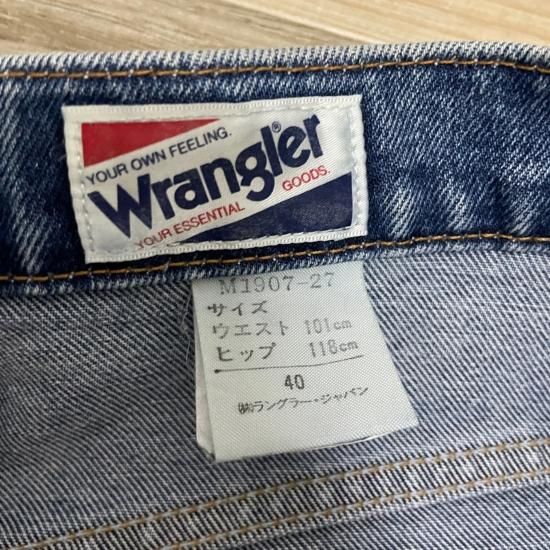 YOUR OWN FEELING.
Wrangler®
GOODS.
YOUR ESSENTIAL
M1907-27
サイズ
ウエスト 101cm
ヒップ 118cm
40
㈱ラングラー・ジャパン